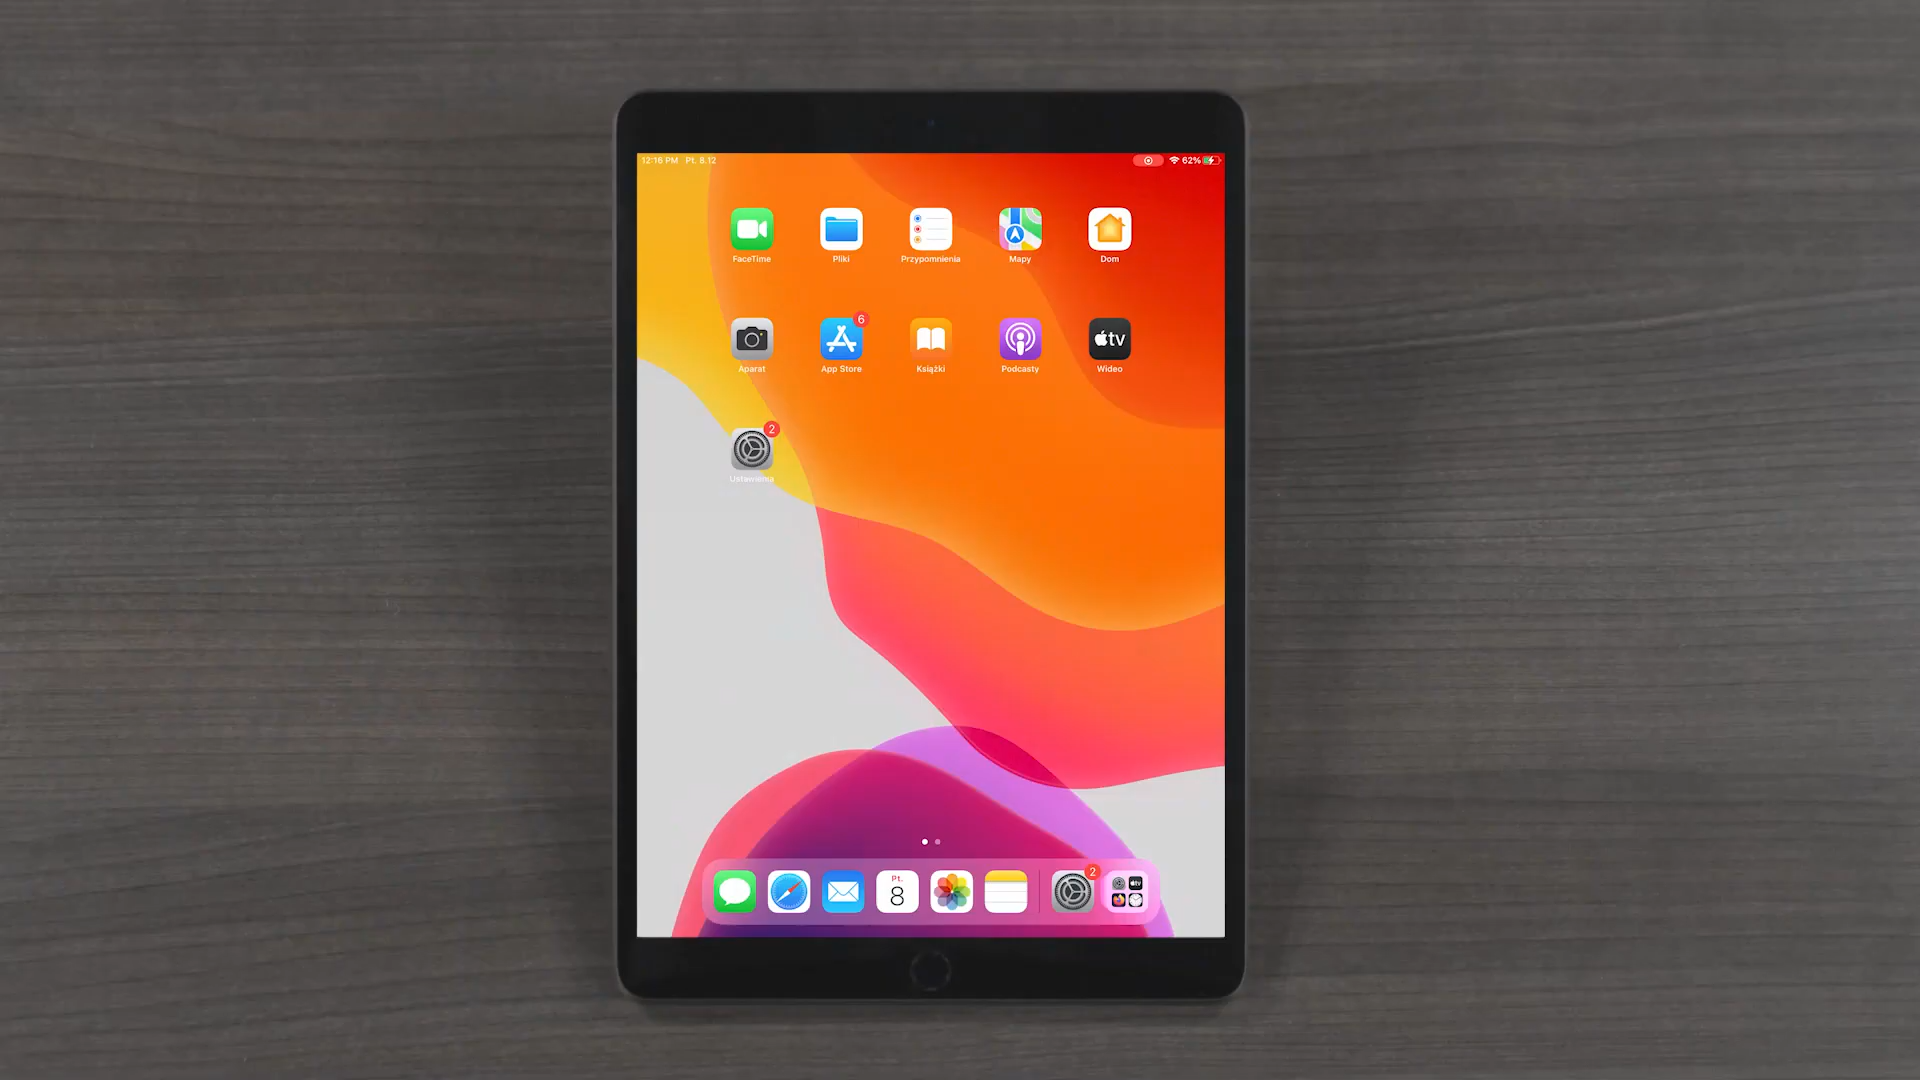 12:16 PM Pt. 8.12
62%
FaceTime
Pliki
Przypomnienia
Mapy
Dom
6
tv
Aparat
App Store
Książki
Podcasty
Wideo
2
Ustawienia
Pt.
8
2
tv